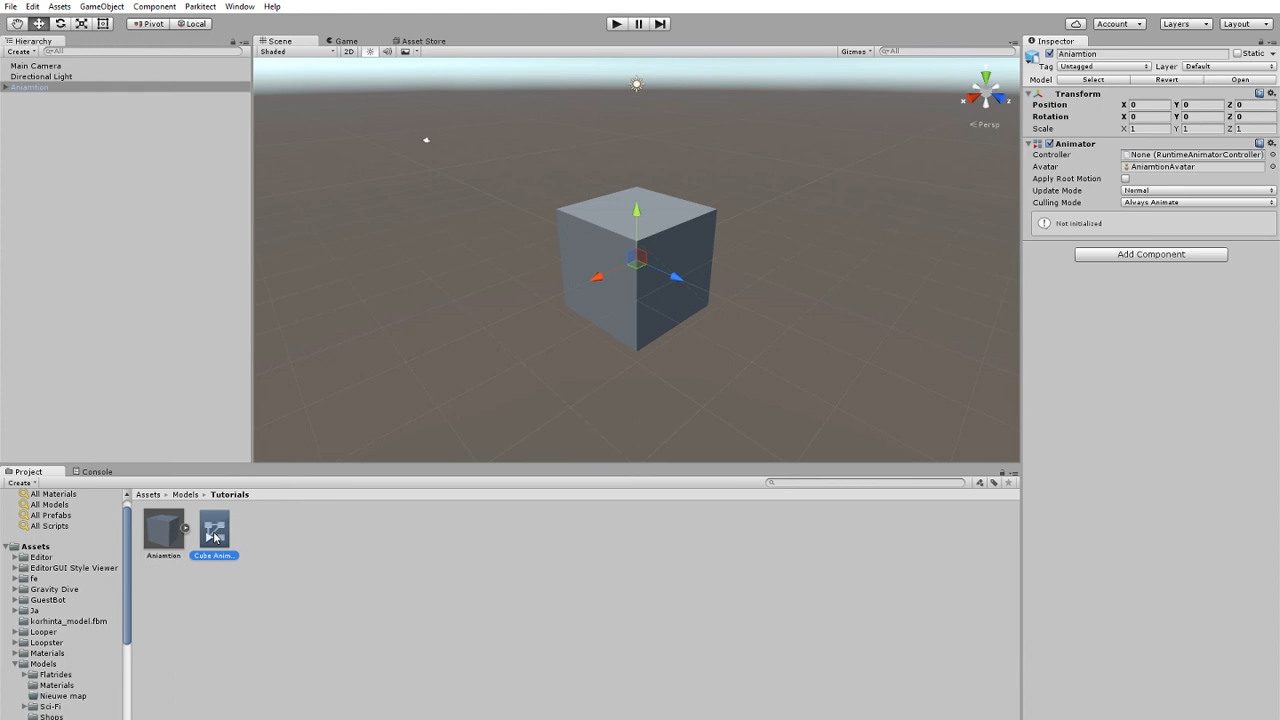 File Edit Assets GameObject Component Parkitect Window Help
Pivot Local Account Layers Layout
Hierarchy Scene Game Asset Store Inspector
Create All Shaded 2D Gizmos All
Main Camera
Directional Light
Aniamtion
Persp
x z
Aniamtion Static
Tag Untagged Layer Default
Model Select Revert Open
Transform
Position X 0 Y 0 Z 0
Rotation X 0 Y 0 Z 0
Scale X 1 Y 1 Z 1
Animator
Controller None (RuntimeAnimatorController)
Avatar AniamtionAvatar
Apply Root Motion
Update Mode Normal
Culling Mode Always Animate
Not initialized
Add Component
Project Console
Create
All Materials
All Models
All Prefabs
All Scripts
Assets
Editor
EditorGUI Style Viewer
fe
Gravity Dive
GuestBot
Ja
korhinta_model.fbm
Looper
Loopster
Materials
Models
Flatrides
Materials
Nieuwe map
Sci-Fi
Shops
Assets Models Tutorials
Aniamtion Cube Anim...